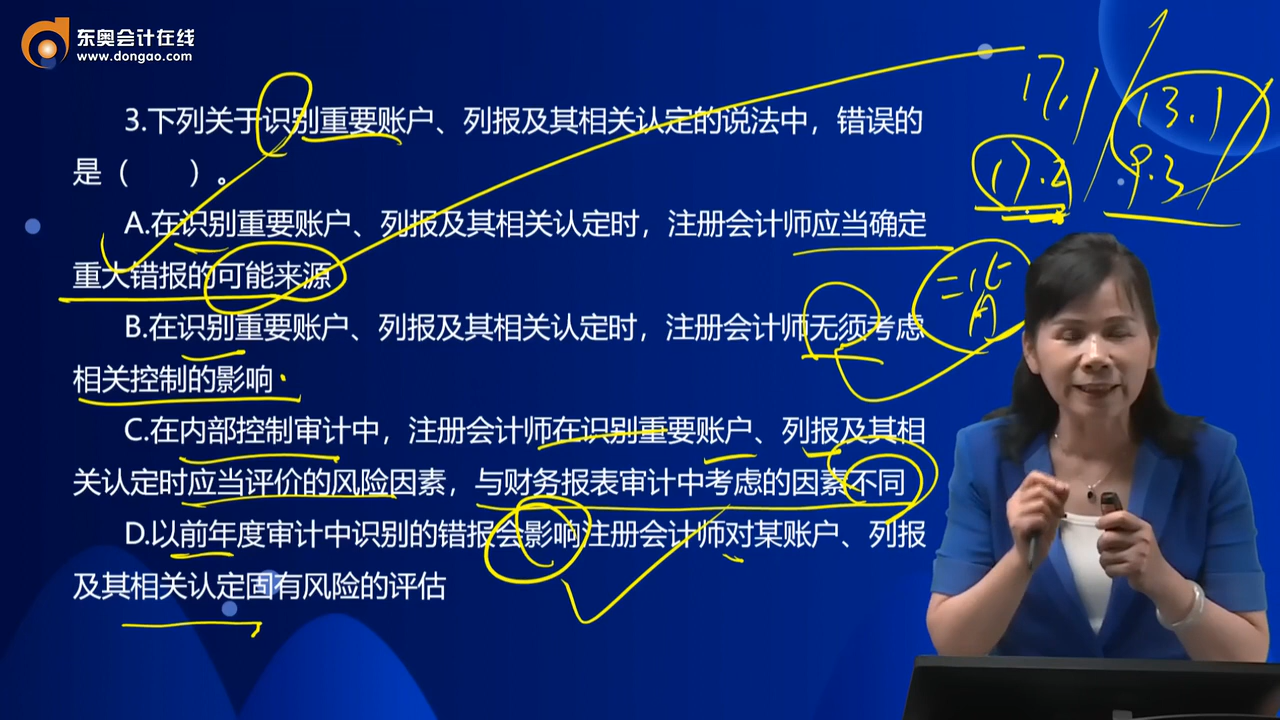 东奥会计在线
www.dongao.com
3.下列关于识别重要账户、列报及其相关认定的说法中，错误的
是（　　）。
A.在识别重要账户、列报及其相关认定时，注册会计师应当确定
重大错报的可能来源
B.在识别重要账户、列报及其相关认定时，注册会计师无须考虑
相关控制的影响
C.在内部控制审计中，注册会计师在识别重要账户、列报及其相
关认定时应当评价的风险因素，与财务报表审计中考虑的因素不同
D.以前年度审计中识别的错报会影响注册会计师对某账户、列报
及其相关认定固有风险的评估
17.1
13.1
17.2
9.3